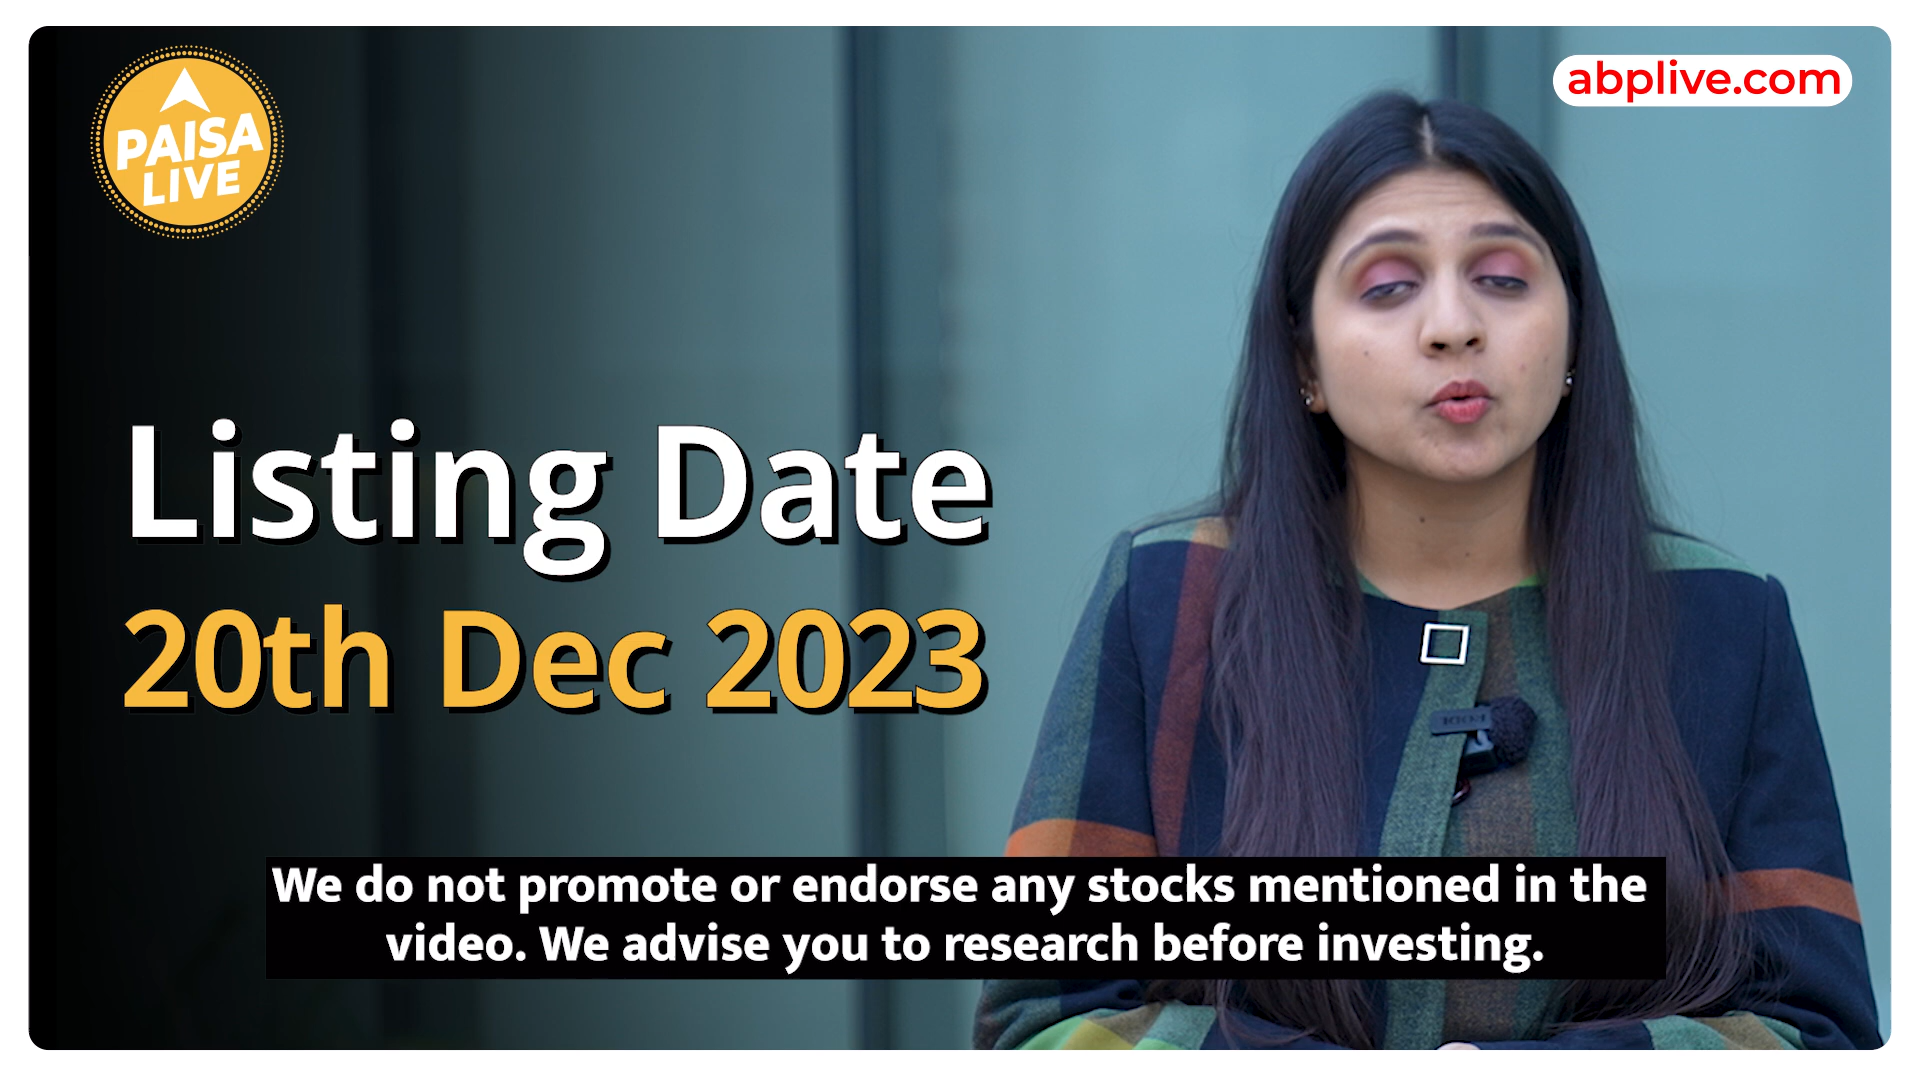 PAISA
LIVE
abplive.com
Listing Date
20th Dec 2023
We do not promote or endorse any stocks mentioned in the
video. We advise you to research before investing.